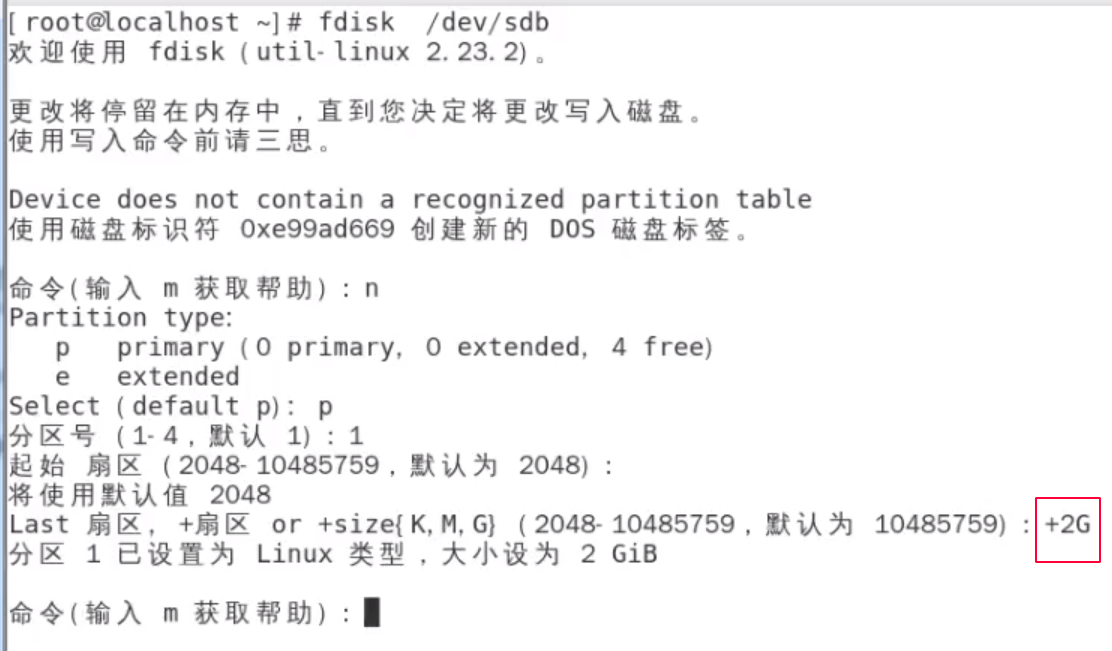 [root@localhost ~]# fdisk  /dev/sdb
欢迎使用 fdisk (util-linux 2.23.2)。
更改将停留在内存中，直到您决定将更改写入磁盘。
使用写入命令前请三思。
Device does not contain a recognized partition table
使用磁盘标识符 0xe99ad669 创建新的 DOS 磁盘标签。
命令(输入 m 获取帮助)：n
Partition type:
   p   primary (0 primary, 0 extended, 4 free)
   e   extended
Select (default p): p
分区号 (1-4，默认 1)：1
起始 扇区 (2048-10485759，默认为 2048)：
将使用默认值 2048
Last 扇区, +扇区 or +size{K,M,G} (2048-10485759，默认为 10485759)：+2G
分区 1 已设置为 Linux 类型，大小设为 2 GiB
命令(输入 m 获取帮助)：